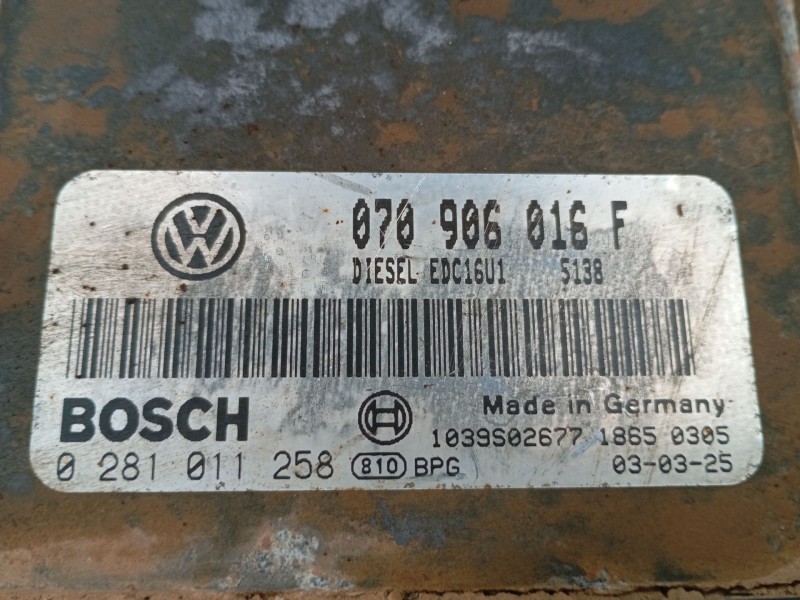 070 906 016 F
DIESEL EDC16U1 5138
BOSCH
Made in Germany
1039S02677 1865 0305
0 281 011 258 810 BPG 03-03-25